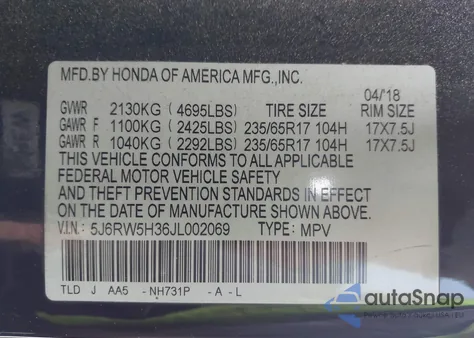 MFD.BY HONDA OF AMERICA MFG.,INC.
04/18
GVWR 2130KG (4695LBS) TIRE SIZE RIM SIZE
GAWR F 1100KG (2425LBS) 235/65R17 104H 17X7.5J
GAWR R 1040KG (2292LBS) 235/65R17 104H 17X7.5J
THIS VEHICLE CONFORMS TO ALL APPLICABLE
FEDERAL MOTOR VEHICLE SAFETY
AND THEFT PREVENTION STANDARDS IN EFFECT
ON THE DATE OF MANUFACTURE SHOWN ABOVE.
V.I.N.: 5J6RW5H36JL002069 TYPE: MPV
TLD J AA5 - NH731P - A - L
autoSnap